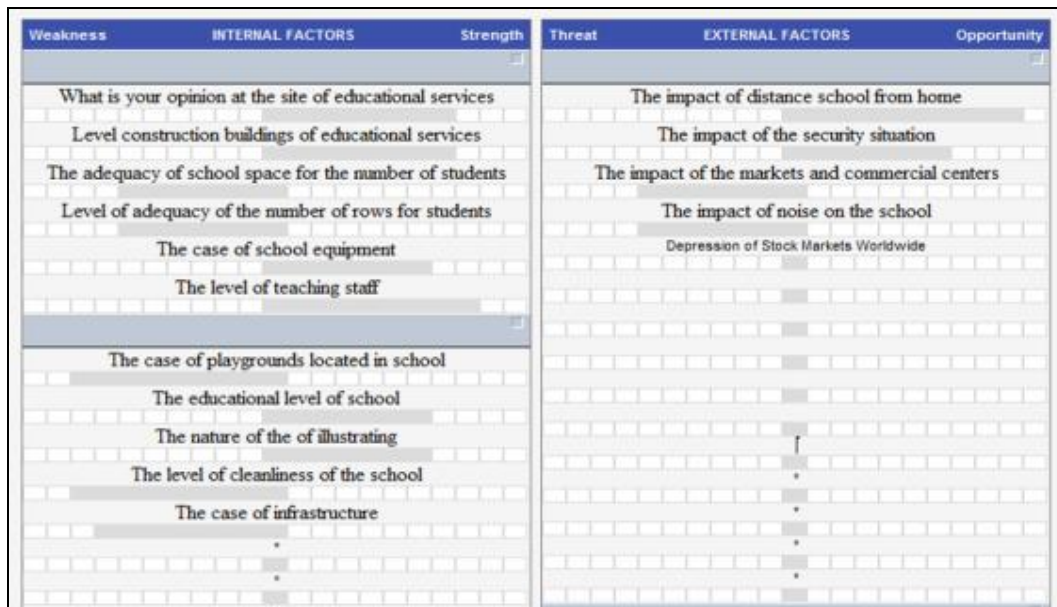 Weakness INTERNAL FACTORS Strength
What is your opinion at the site of educational services
Level construction buildings of educational services
The adequacy of school space for the number of students
Level of adequacy of the number of rows for students
The case of school equipment
The level of teaching staff
The case of playgrounds located in school
The educational level of school
The nature of the of illustrating
The level of cleanliness of the school
The case of infrastructure
*
*
Threat EXTERNAL FACTORS Opportunity
The impact of distance school from home
The impact of the security situation
The impact of the markets and commercial centers
The impact of noise on the school
Depression of Stock Markets Worldwide
*
*
*
*